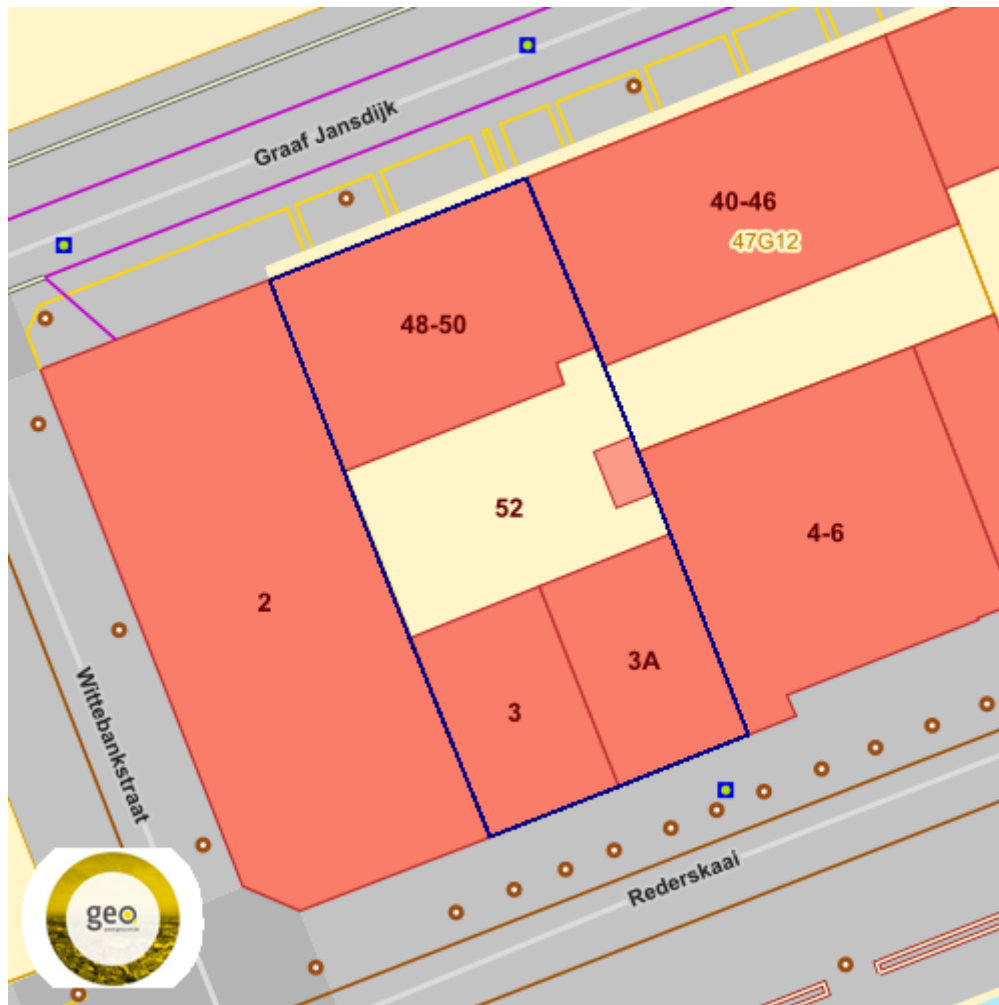 Graaf Jansdijk
40-46
47G12
48-50
52
4-6
2
3A
3
Wittebankstraat
Rederskaai
geo